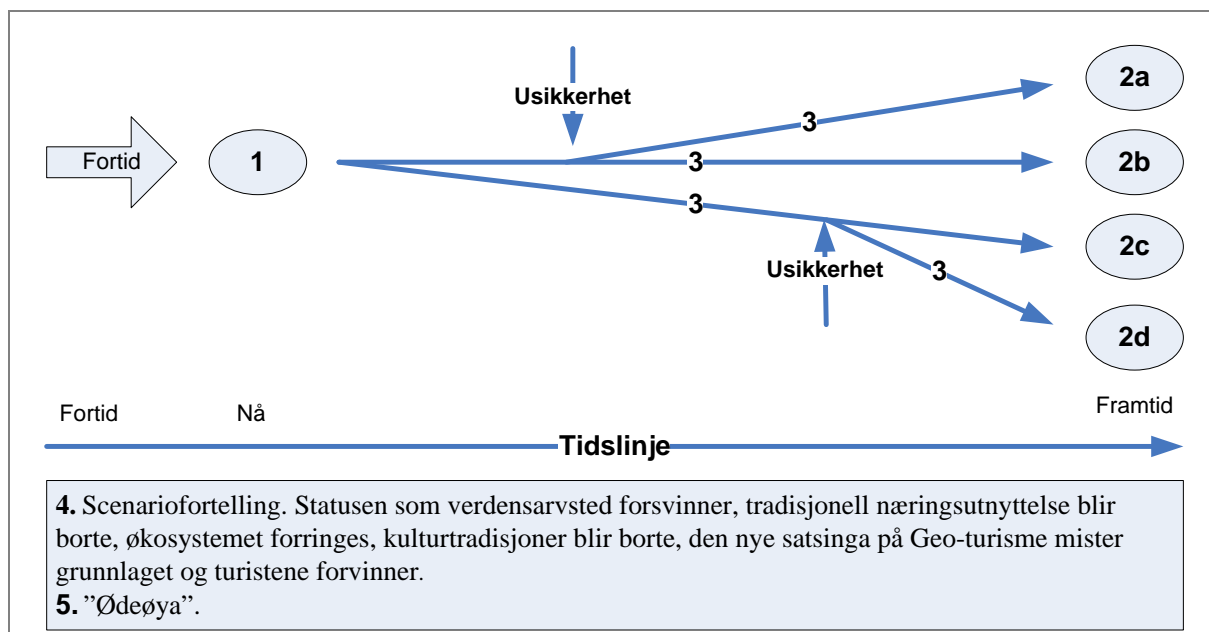 2a
Usikkerhet
3
Fortid
1
3
2b
3
2c
Usikkerhet
3
2d
Fortid
Nå
Framtid
Tidslinje
4. Scenariofortelling. Statusen som verdensarvsted forsvinner, tradisjonell næringsutnyttelse blir
borte, økosystemet forringes, kulturtradisjoner blir borte, den nye satsinga på Geo-turisme mister
grunnlaget og turistene forvinner.
5. ”Ødeøya”.